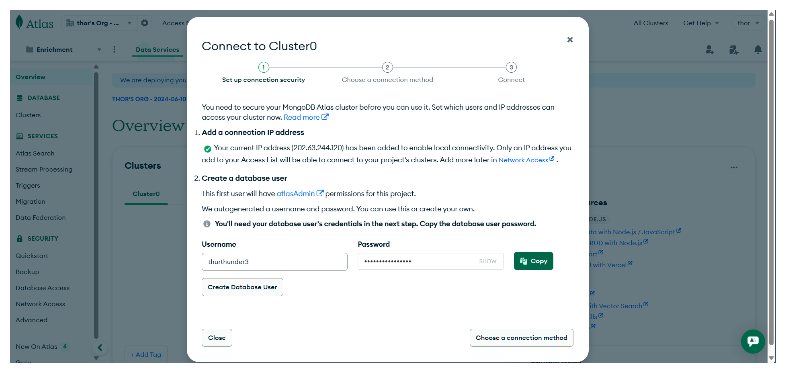 Atlas
thor's Org - ...
Access
All Clusters
Get Help
thor
Enrichment
Data Services
Overview
DATABASE
Clusters
SERVICES
Atlas Search
Stream Processing
Triggers
Migration
Data Federation
SECURITY
Quickstart
Backup
Database Access
Network Access
Advanced
New On Atlas 4
We are deploying you
THOR'S ORG - 2024-06-10
Overview
Clusters
Cluster0
+ Add Tag
Connect to Cluster0
1
2
3
Set up connection security
Choose a connection method
Connect
You need to secure your MongoDB Atlas cluster before you can use it. Set which users and IP addresses can
access your cluster now. Read more
1. Add a connection IP address
Your current IP address (202.63.244.120) has been added to enable local connectivity. Only an IP address you
add to your Access List will be able to connect to your project's clusters. Add more later in Network Access .
2. Create a database user
This first user will have atlasAdmin permissions for this project.
We autogenerated a username and password. You can use this or create your own.
You'll need your database user's credentials in the next step. Copy the database user password.
Username
Password
thunthunder3
SHOW
Copy
Create Database User
Close
Choose a connection method
with Node.js / JavaScript
with Node.js
with Vercel
with Vector Search